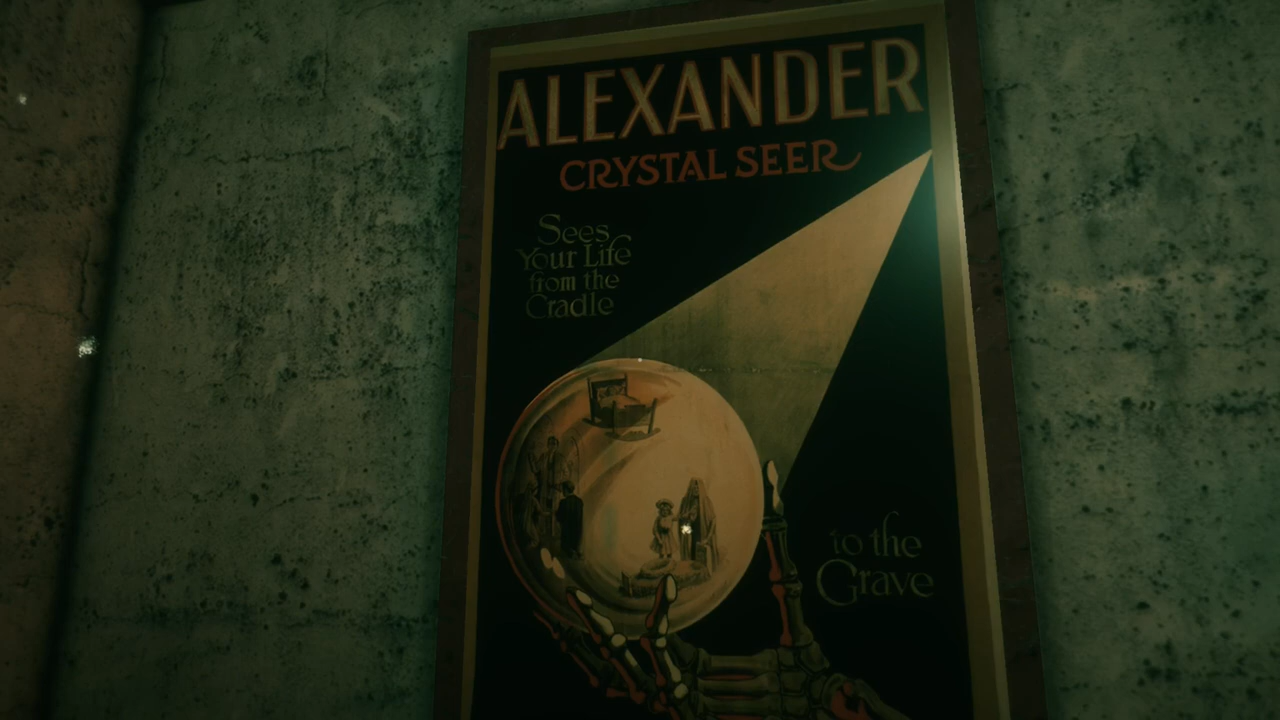 ALEXANDER
CRYSTAL SEER
Sees
Your Life
from the
Cradle
to the
Grave